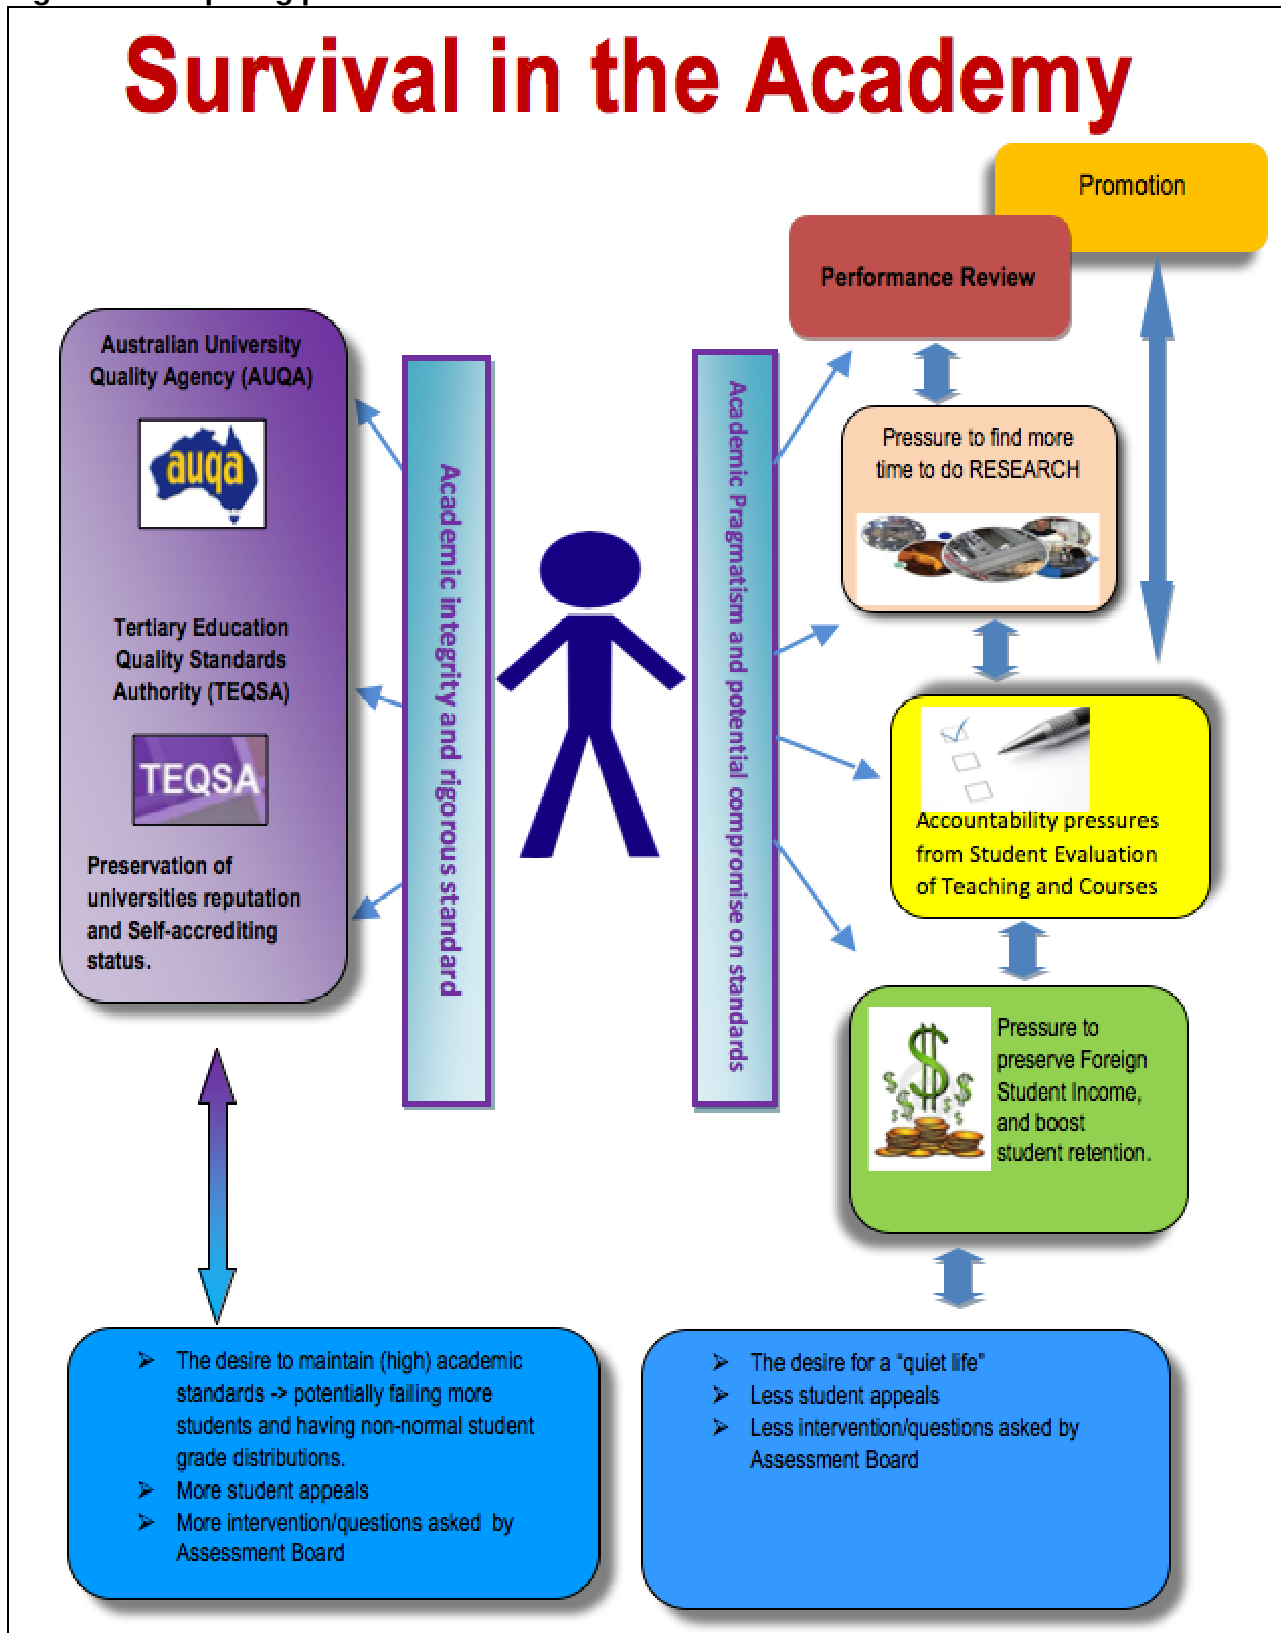 Survival in the Academy
Promotion
Performance Review
Australian University
Quality Agency (AUQA)
auqa
Tertiary Education
Quality Standards
Authority (TEQSA)
TEQSA
Preservation of
universities reputation
and Self-accrediting
status.
Academic integrity and rigorous standard
Academic Pragmatism and potential compromise on standards
Pressure to find more
time to do RESEARCH
Accountability pressures
from Student Evaluation
of Teaching and Courses
Pressure to
preserve Foreign
Student Income,
and boost
student retention.
➢ The desire to maintain (high) academic
standards -> potentially failing more
students and having non-normal student
grade distributions.
➢ More student appeals
➢ More intervention/questions asked by
Assessment Board
➢ The desire for a “quiet life”
➢ Less student appeals
➢ Less intervention/questions asked by
Assessment Board